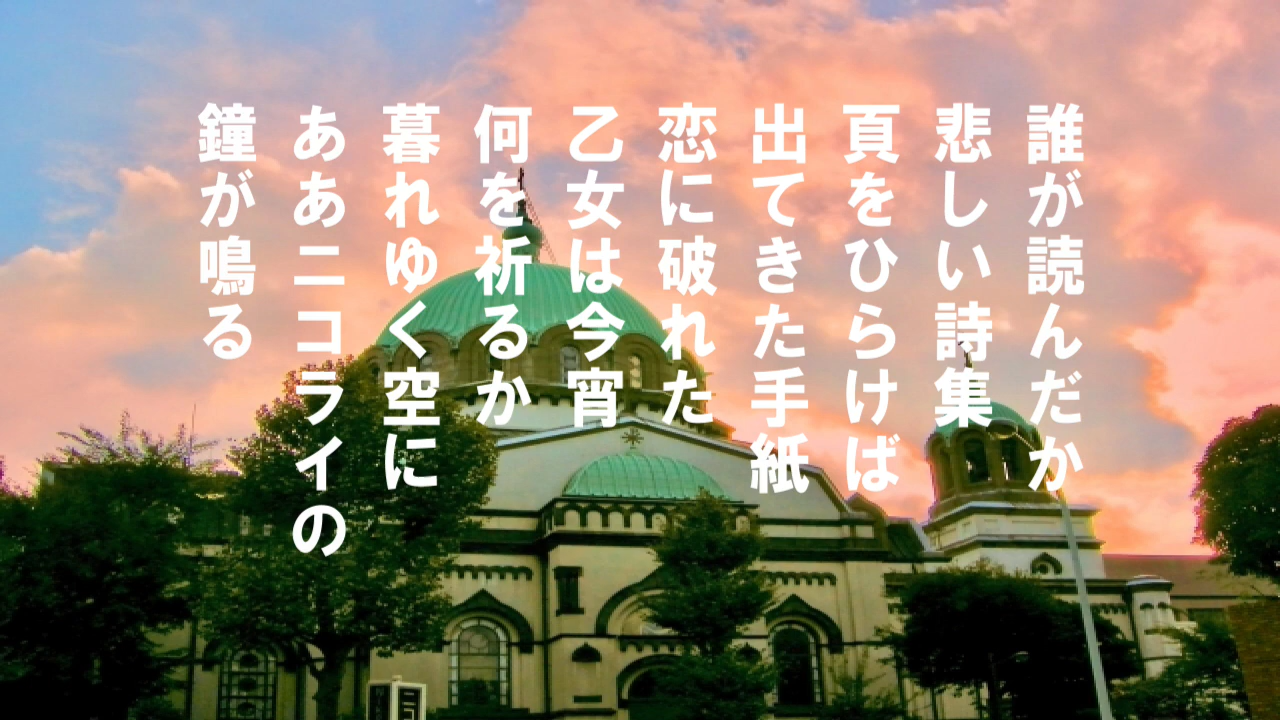 誰が読んだか
悲しい詩集
頁をひらけば
出てきた手紙
恋に破れた
乙女は今宵
何を祈るか
暮れゆく空に
ああニコライの
鐘が鳴る